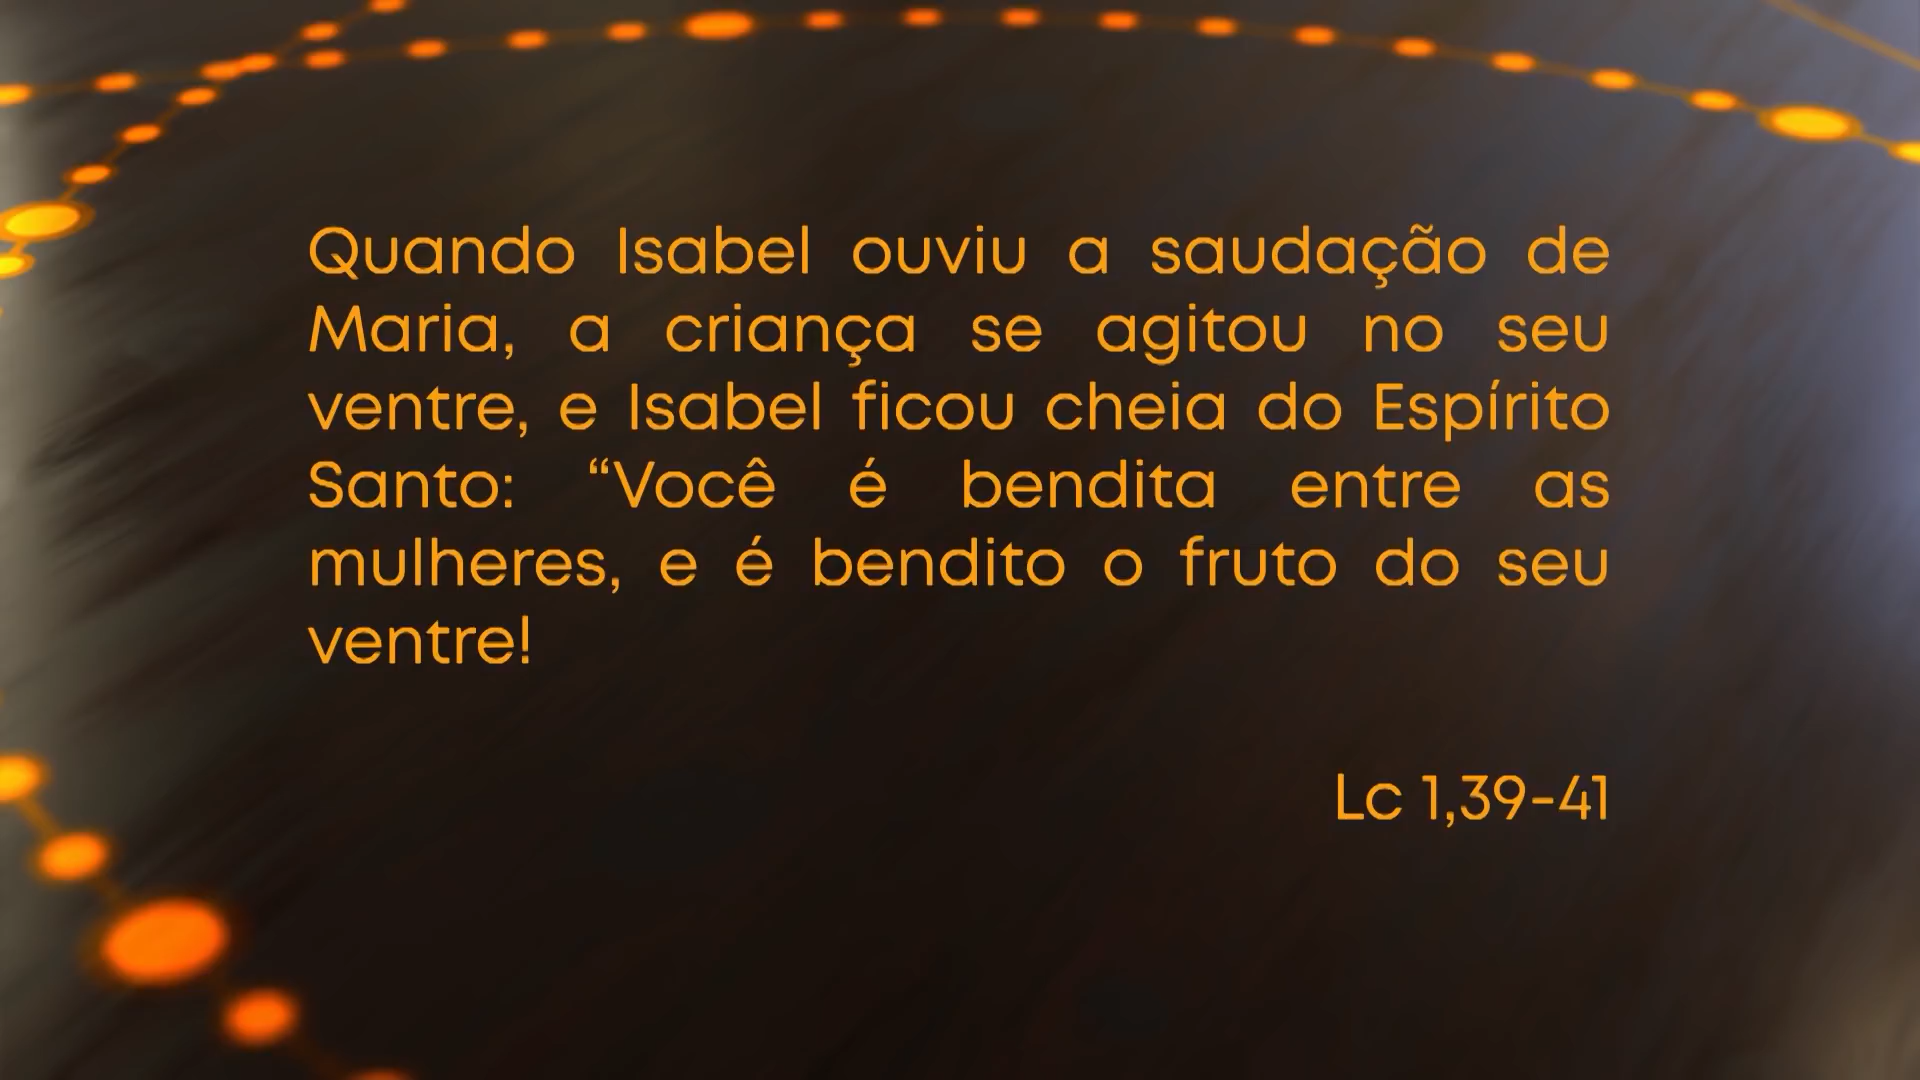 Quando Isabel ouviu a saudação de
Maria, a criança se agitou no seu
ventre, e Isabel ficou cheia do Espírito
Santo: “Você é bendita entre as
mulheres, e é bendito o fruto do seu
ventre!
Lc 1,39-41